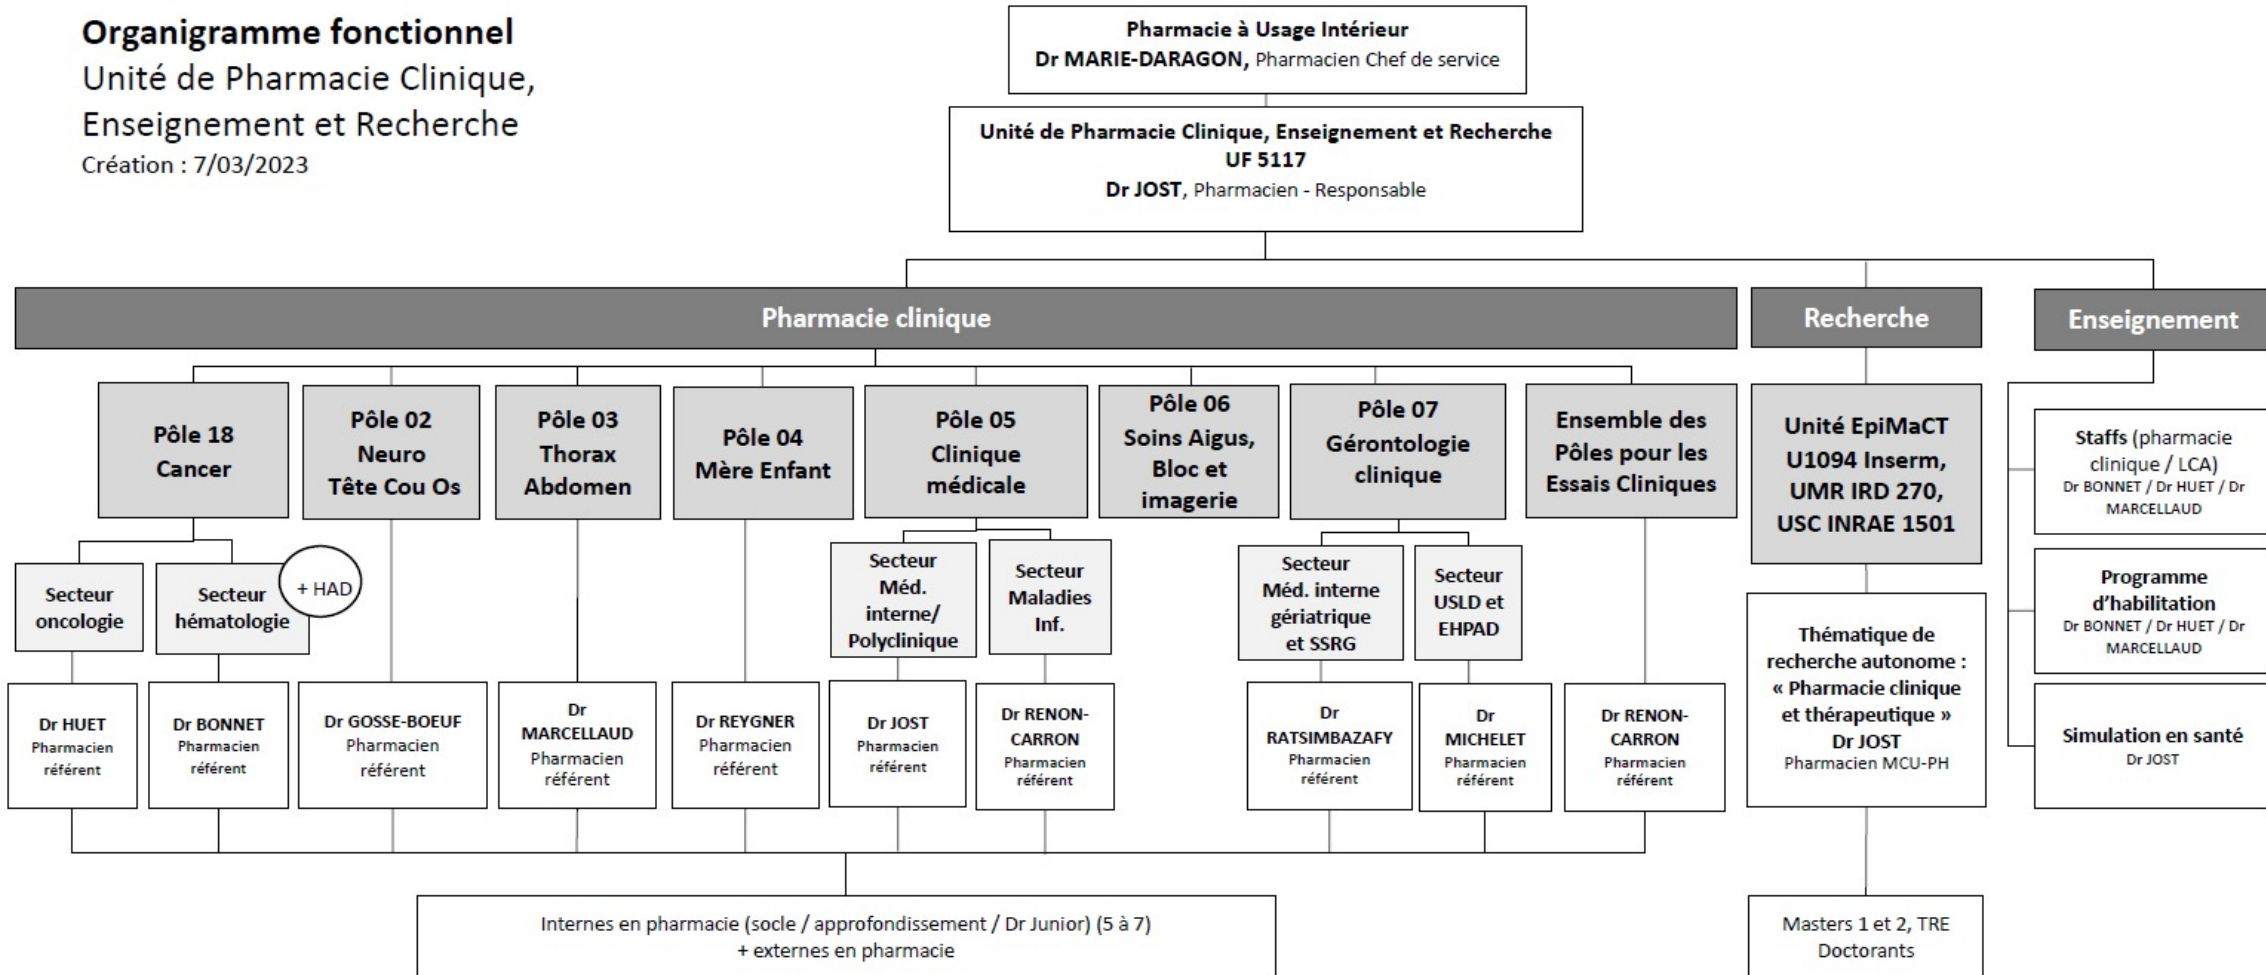 Organigramme fonctionnel
Unité de Pharmacie Clinique,
Enseignement et Recherche
Création : 7/03/2023
Pharmacie à Usage Intérieur
Dr MARIE-DARAGON, Pharmacien Chef de service
Unité de Pharmacie Clinique, Enseignement et Recherche
UF 5117
Dr JOST, Pharmacien - Responsable
Pharmacie clinique
Recherche
Enseignement
Pôle 18
Cancer
Pôle 02
Neuro
Tête Cou Os
Pôle 03
Thorax
Abdomen
Pôle 04
Mère Enfant
Pôle 05
Clinique
médicale
Pôle 06
Soins Aigus,
Bloc et
imagerie
Pôle 07
Gérontologie
clinique
Ensemble des
Pôles pour les
Essais Cliniques
Unité EpiMaCT
U1094 Inserm,
UMR IRD 270,
USC INRAE 1501
Staffs (pharmacie
clinique / LCA)
Dr BONNET / Dr HUET / Dr
MARCELLAUD
Secteur
oncologie
Secteur
hématologie
+ HAD
Secteur
Méd.
interne/
Polyclinique
Secteur
Maladies
Inf.
Secteur
Méd. interne
gériatrique
et SSRG
Secteur
USLD et
EHPAD
Programme
d’habilitation
Dr BONNET / Dr HUET / Dr
MARCELLAUD
Dr HUET
Pharmacien
référent
Dr BONNET
Pharmacien
référent
Dr GOSSE-BOEUF
Pharmacien
référent
Dr
MARCELLAUD
Pharmacien
référent
Dr REYGNER
Pharmacien
référent
Dr JOST
Pharmacien
référent
Dr RENON-
CARRON
Pharmacien
référent
Dr
RATSIMBAZAFY
Pharmacien
référent
Dr
MICHELET
Pharmacien
référent
Dr RENON-
CARRON
Pharmacien
référent
Thématique de
recherche autonome :
« Pharmacie clinique
et thérapeutique »
Dr JOST
Pharmacien MCU-PH
Simulation en santé
Dr JOST
Internes en pharmacie (socle / approfondissement / Dr Junior) (5 à 7)
+ externes en pharmacie
Masters 1 et 2, TRE
Doctorants